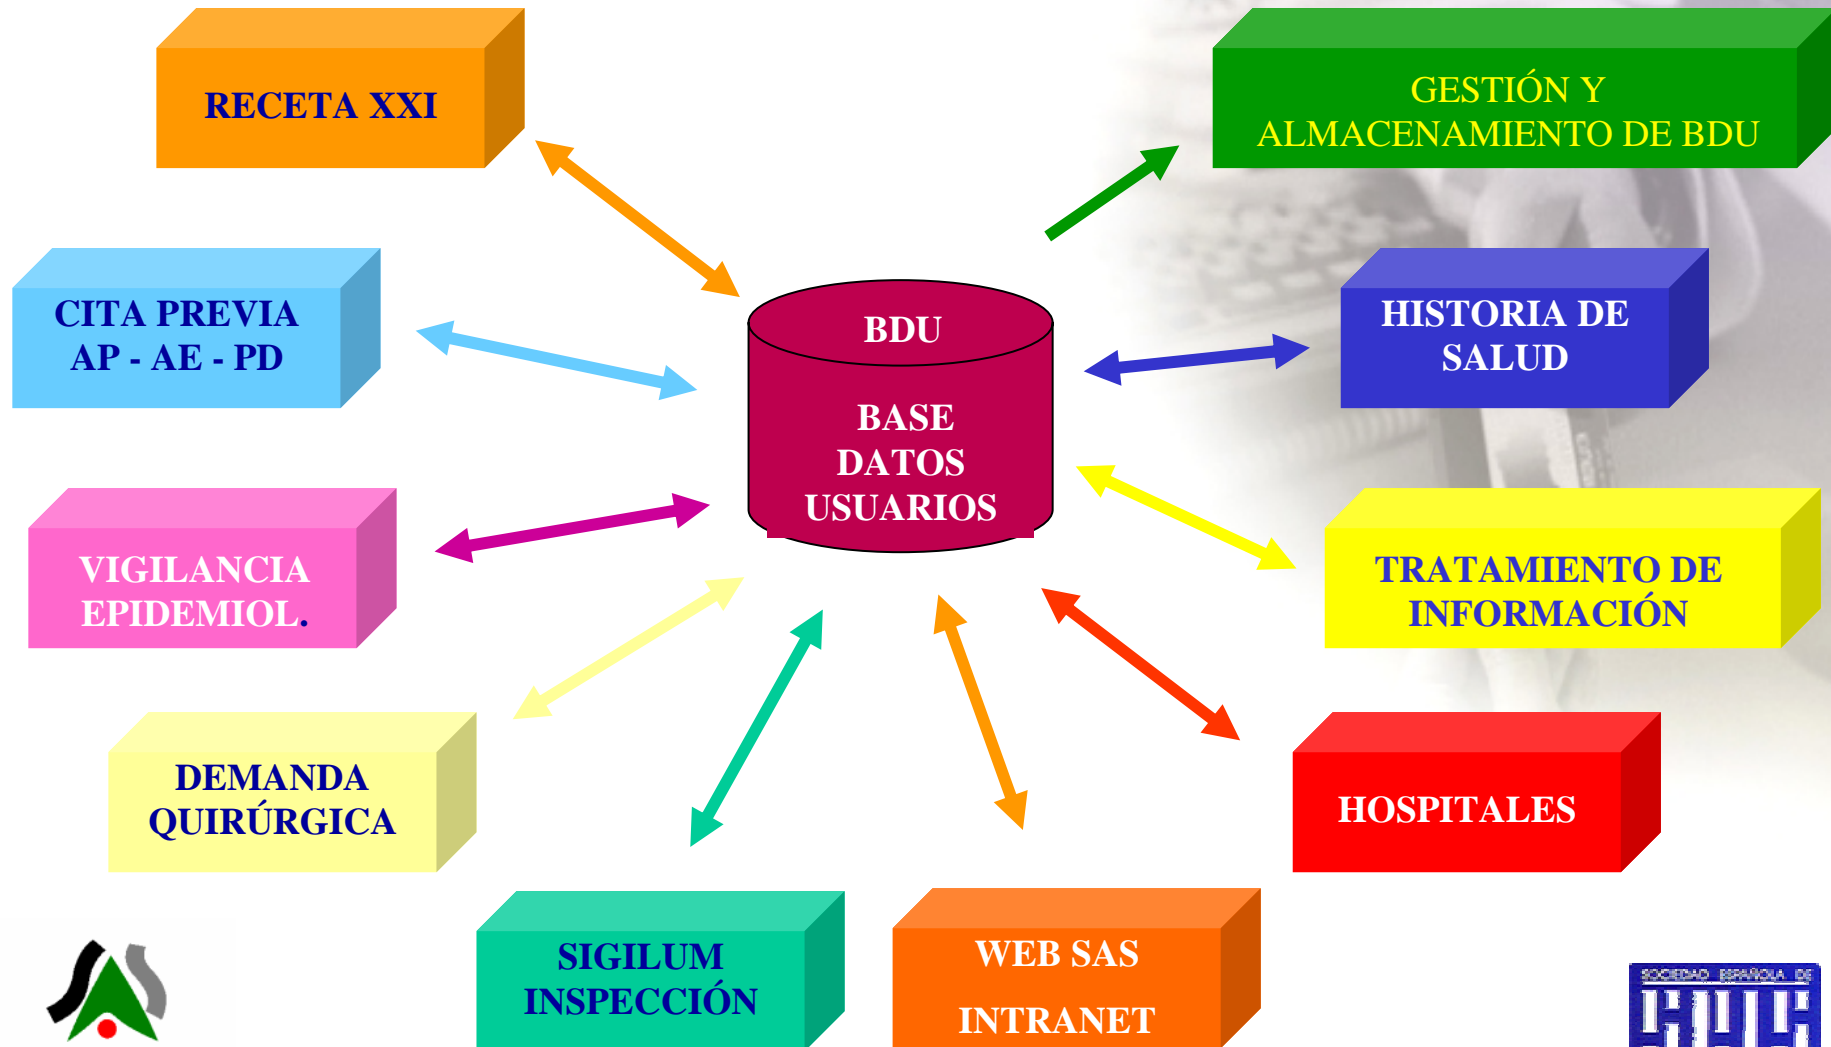 RECETA XXI
GESTIÓN Y
ALMACENAMIENTO DE BDU
CITA PREVIA
AP - AE - PD
BDU
BASE
DATOS
USUARIOS
HISTORIA DE
SALUD
VIGILANCIA
EPIDEMIOL.
TRATAMIENTO DE
INFORMACIÓN
DEMANDA
QUIRÚRGICA
HOSPITALES
SIGILUM
INSPECCIÓN
WEB SAS
INTRANET
SOCIEDAD ESPAÑOLA DE